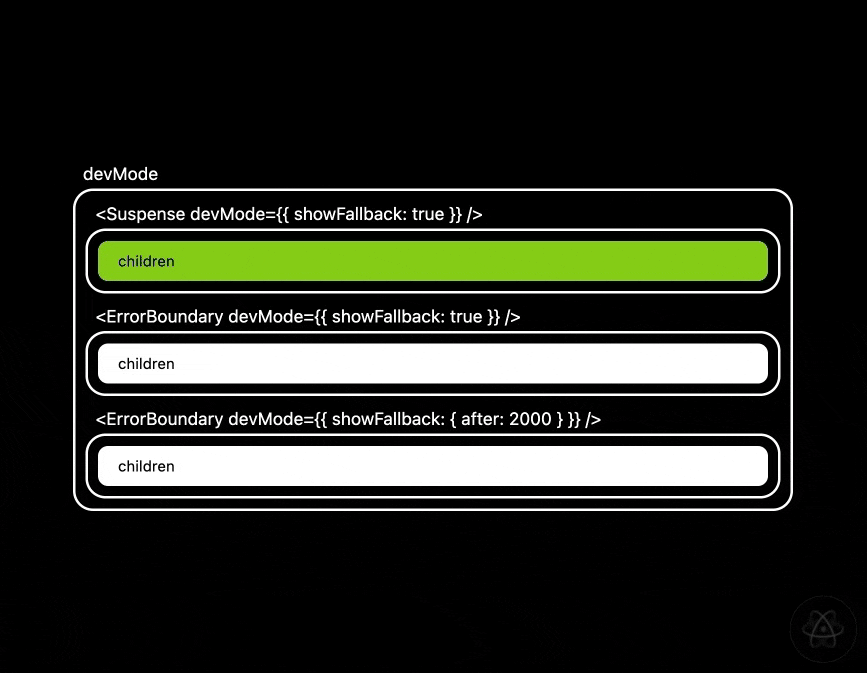 devMode
<Suspense devMode={{ showFallback: true }} />
children
<ErrorBoundary devMode={{ showFallback: true }} />
children
<ErrorBoundary devMode={{ showFallback: { after: 2000 } }} />
children